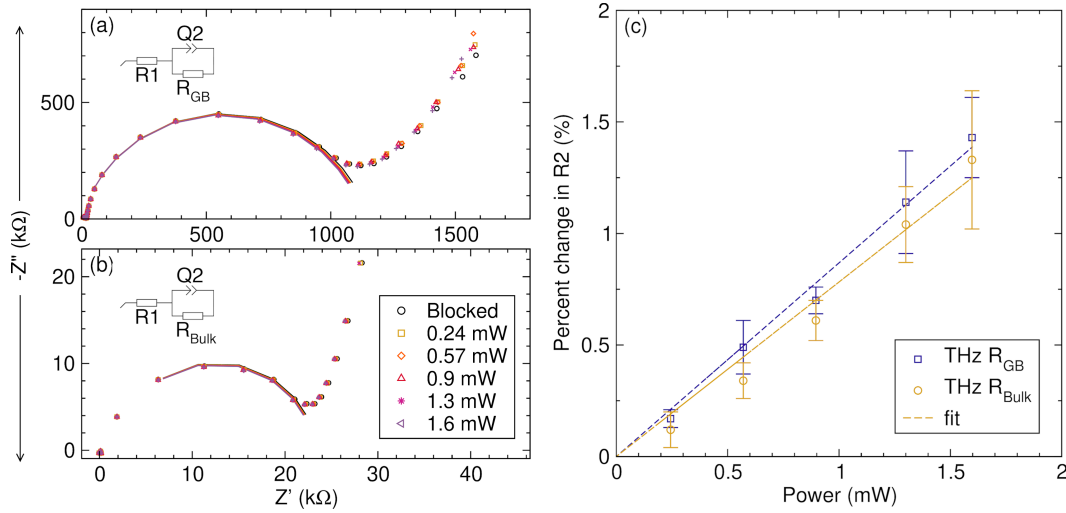 (a)
Q2
R1
R_GB
500
0
0
500
1000
1500
-Z" (kΩ)
(b)
Q2
R1
R_Bulk
20
10
0
0
10
20
30
40
Z' (kΩ)
Blocked
0.24 mW
0.57 mW
0.9 mW
1.3 mW
1.6 mW
(c)
Percent change in R2 (%)
2
1.5
1
0.5
0
0
0.5
1
1.5
2
Power (mW)
THz R_GB
THz R_Bulk
fit